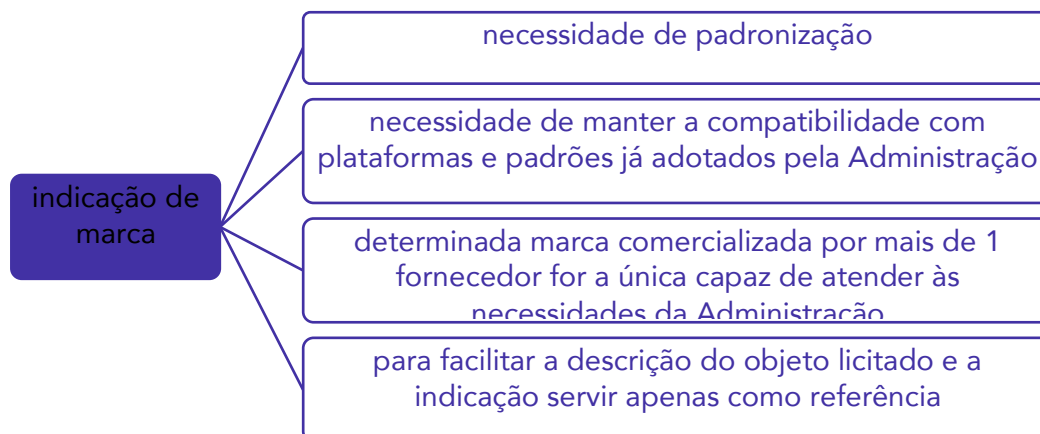 necessidade de padronização
necessidade de manter a compatibilidade com
plataformas e padrões já adotados pela Administração
indicação de
marca
determinada marca comercializada por mais de 1
fornecedor for a única capaz de atender às
necessidades da Administração
para facilitar a descrição do objeto licitado e a
indicação servir apenas como referência